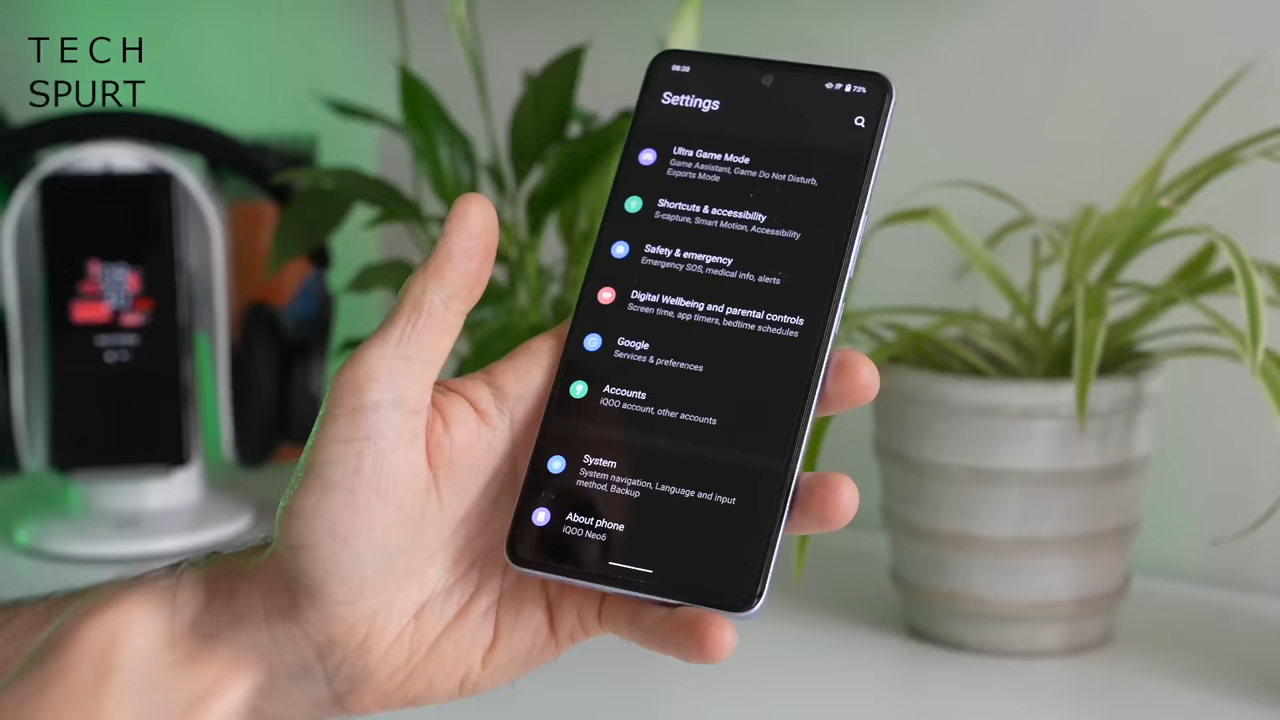 TECH
SPURT
08:30
73%
Settings
Ultra Game Mode
Game Assistant, Game Do Not Disturb,
Esports Mode
Shortcuts & accessibility
S-capture, Smart Motion, Accessibility
Safety & emergency
Emergency SOS, medical info, alerts
Digital Wellbeing and parental controls
Screen time, app timers, bedtime schedules
Google
Services & preferences
Accounts
iQOO account, other accounts
System
System navigation, Language and input
method, Backup
About phone
iQOO Neo6